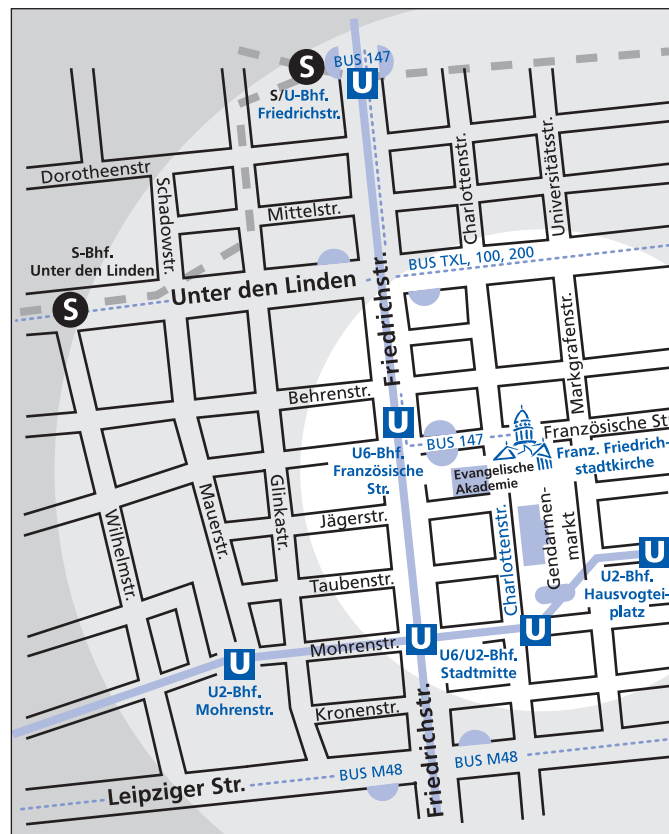 BUS 147
S
U
S/U-Bhf.
Friedrichstr.
Dorotheenstr
Schadowstr.
Mittelstr.
Charlottenstr.
Universitätsstr.
S-Bhf.
Unter den Linden
S
Unter den Linden
BUS TXL, 100, 200
Friedrichstr.
Markgrafenstr.
Behrenstr.
U
BUS 147
Französische Str
U6-Bhf.
Französische
Str.
Evangelische
Akademie
Franz. Friedrich-
stadtkirche
Wilhelmstr.
Mauerstr.
Glinkastr.
Jägerstr.
Charlottenstr.
Gendarmen-
markt
Taubenstr.
U
U2-Bhf.
Hausvogtei-
platz
Mohrenstr.
U
U
U
U2-Bhf.
Mohrenstr.
U6/U2-Bhf.
Stadtmitte
Kronenstr.
Friedrichstr.
Leipziger Str.
BUS M48
BUS M48